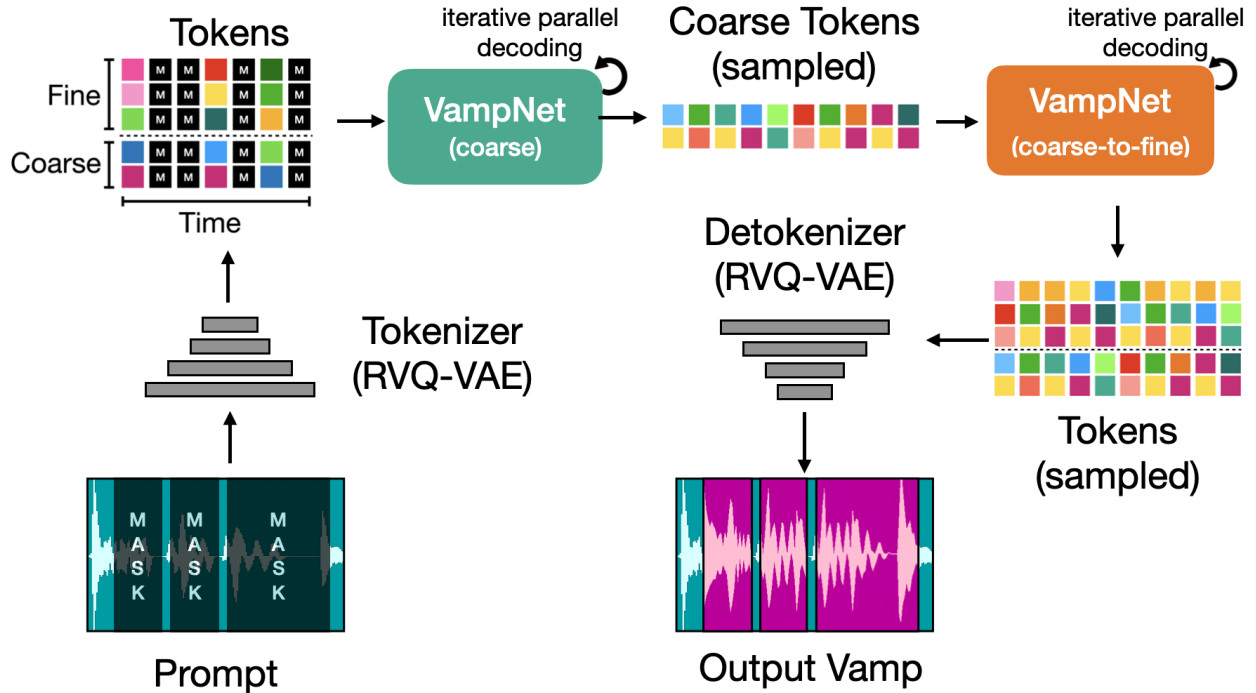 Tokens
Fine
Coarse
M M M M
M M M M
M M M M
M M M M
M M M M
Time
iterative parallel
decoding
VampNet
(coarse)
Coarse Tokens
(sampled)
iterative parallel
decoding
VampNet
(coarse-to-fine)
Tokenizer
(RVQ-VAE)
Detokenizer
(RVQ-VAE)
Tokens
(sampled)
MASK
MASK
MASK
Prompt
Output Vamp